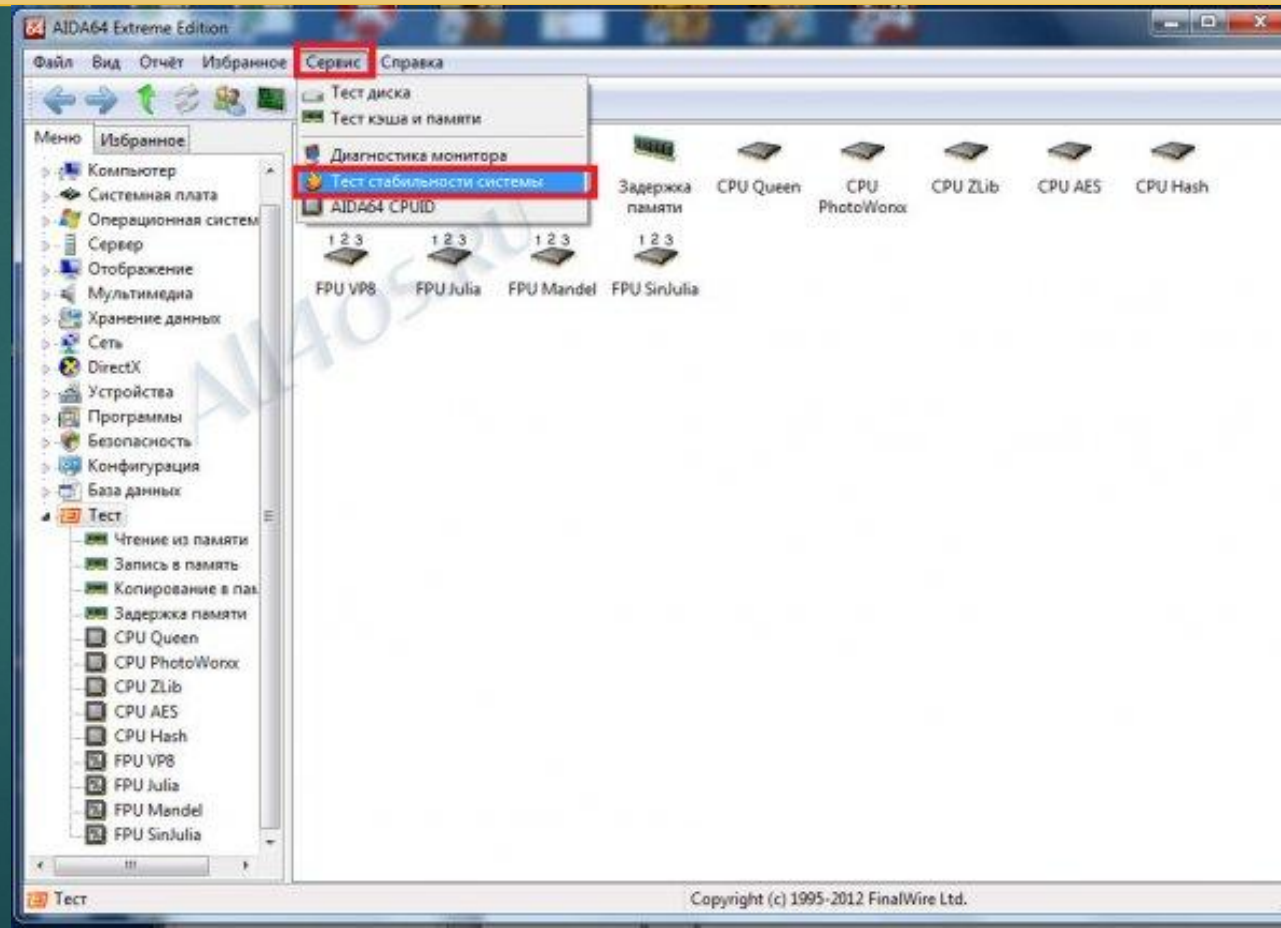 AIDA64 Extreme Edition
Файл Вид Отчёт Избранное Сервис Справка
Тест диска
Тест кэша и памяти
Диагностика монитора
Тест стабильности системы
AIDA64 CPUID
Меню Избранное
Компьютер
Системная плата
Операционная систем
Сервер
Отображение
Мультимедиа
Хранение данных
Сеть
DirectX
Устройства
Программы
Безопасность
Конфигурация
База данных
Тест
Чтение из памяти
Запись в память
Копирование в пам
Задержка памяти
CPU Queen
CPU PhotoWorxx
CPU ZLib
CPU AES
CPU Hash
FPU VP8
FPU Julia
FPU Mandel
FPU SinJulia
Задержка памяти
CPU Queen
CPU PhotoWorxx
CPU ZLib
CPU AES
CPU Hash
123
123
123
123
FPU VP8
FPU Julia
FPU Mandel
FPU SinJulia
All4OS.RU
Тест
Copyright (c) 1995-2012 FinalWire Ltd.